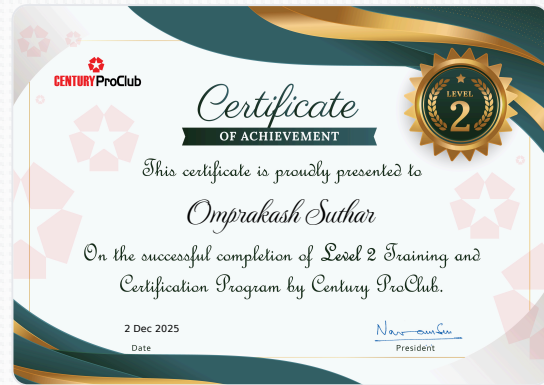 CENTURY ProClub
Certificate
OF ACHIEVEMENT
LEVEL
2
This certificate is proudly presented to
Omprakash Suthar
On the successful completion of Level 2 Training and
Certification Program by Century ProClub.
2 Dec 2025
Date
President